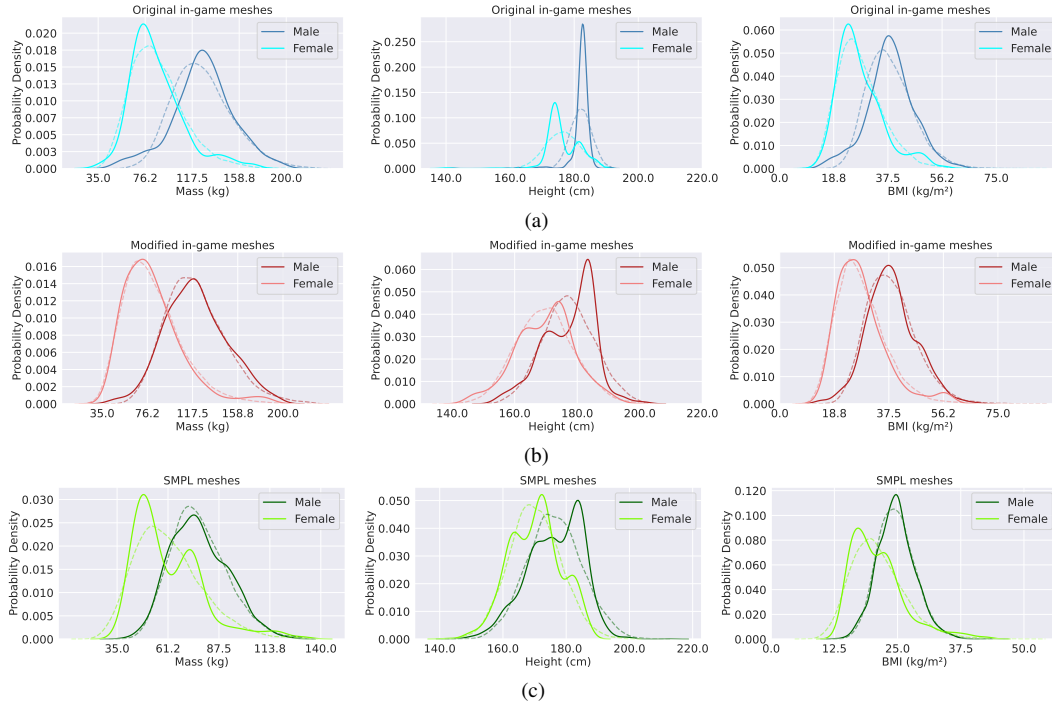 Original in-game meshes
Probability Density
0.020
0.018
0.015
0.013
0.010
0.007
0.005
0.003
0.000
35.0 76.2 117.5 158.8 200.0
Mass (kg)
Male
Female
Original in-game meshes
Probability Density
0.250
0.200
0.150
0.100
0.050
0.000
140.0 160.0 180.0 200.0 220.0
Height (cm)
Male
Female
Original in-game meshes
Probability Density
0.060
0.050
0.040
0.030
0.020
0.010
0.000
0.0 18.8 37.5 56.2 75.0
BMI (kg/m²)
Male
Female
(a)
Modified in-game meshes
Probability Density
0.016
0.014
0.012
0.010
0.008
0.006
0.004
0.002
0.000
35.0 76.2 117.5 158.8 200.0
Mass (kg)
Male
Female
Modified in-game meshes
Probability Density
0.060
0.050
0.040
0.030
0.020
0.010
0.000
140.0 160.0 180.0 200.0 220.0
Height (cm)
Male
Female
Modified in-game meshes
Probability Density
0.050
0.040
0.030
0.020
0.010
0.000
0.0 18.8 37.5 56.2 75.0
BMI (kg/m²)
Male
Female
(b)
SMPL meshes
Probability Density
0.030
0.025
0.020
0.015
0.010
0.005
0.000
35.0 61.2 87.5 113.8 140.0
Mass (kg)
Male
Female
SMPL meshes
Probability Density
0.050
0.040
0.030
0.020
0.010
0.000
140.0 160.0 180.0 200.0 220.0
Height (cm)
Male
Female
SMPL meshes
Probability Density
0.120
0.100
0.080
0.060
0.040
0.020
0.000
0.0 12.5 25.0 37.5 50.0
BMI (kg/m²)
Male
Female
(c)